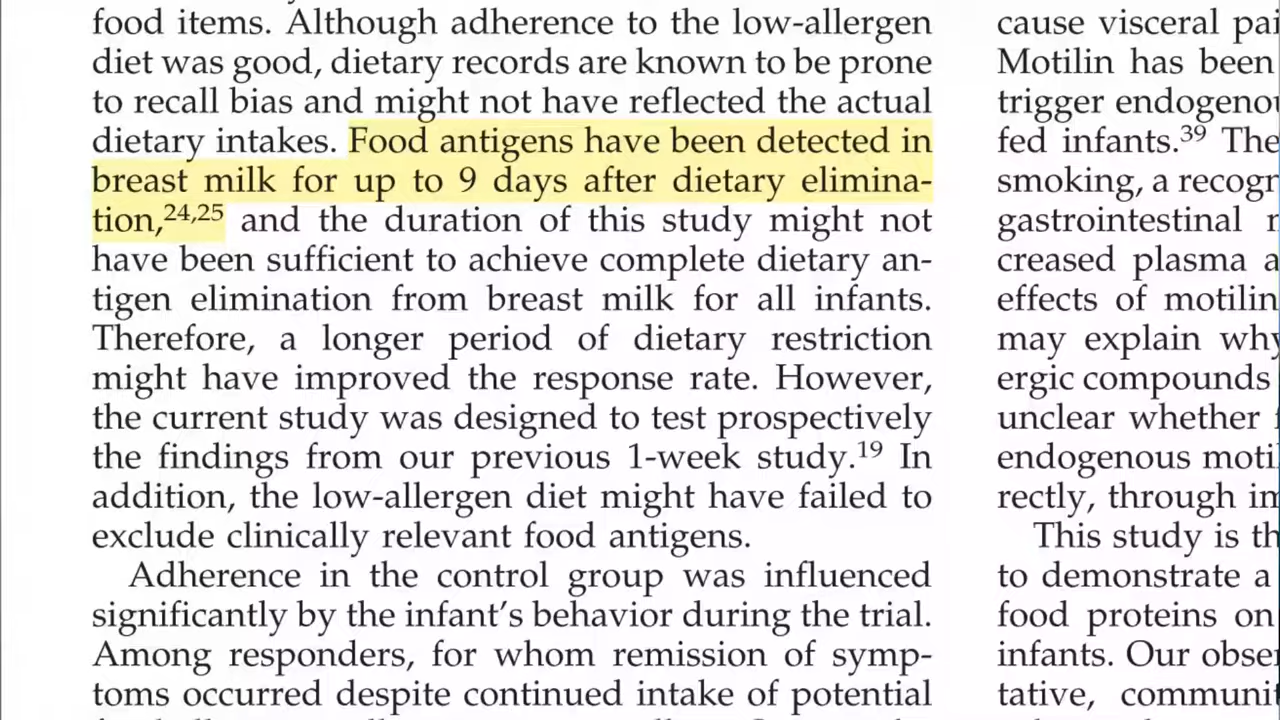 food items. Although adherence to the low-allergen
diet was good, dietary records are known to be prone
to recall bias and might not have reflected the actual
dietary intakes. Food antigens have been detected in
breast milk for up to 9 days after dietary elimina-
tion,24,25 and the duration of this study might not
have been sufficient to achieve complete dietary an-
tigen elimination from breast milk for all infants.
Therefore, a longer period of dietary restriction
might have improved the response rate. However,
the current study was designed to test prospectively
the findings from our previous 1-week study.19 In
addition, the low-allergen diet might have failed to
exclude clinically relevant food antigens.
Adherence in the control group was influenced
significantly by the infant's behavior during the trial.
Among responders, for whom remission of symp-
toms occurred despite continued intake of potential
cause visceral
Motilin has been
trigger
fed infants.39 The
smoking, a
gastrointestinal
creased plasma
effects of motilin
may explain why
ergic compounds
unclear whether
endogenous
rectly, through
This study is
to demonstrate a
food proteins on
infants. Our
tative,